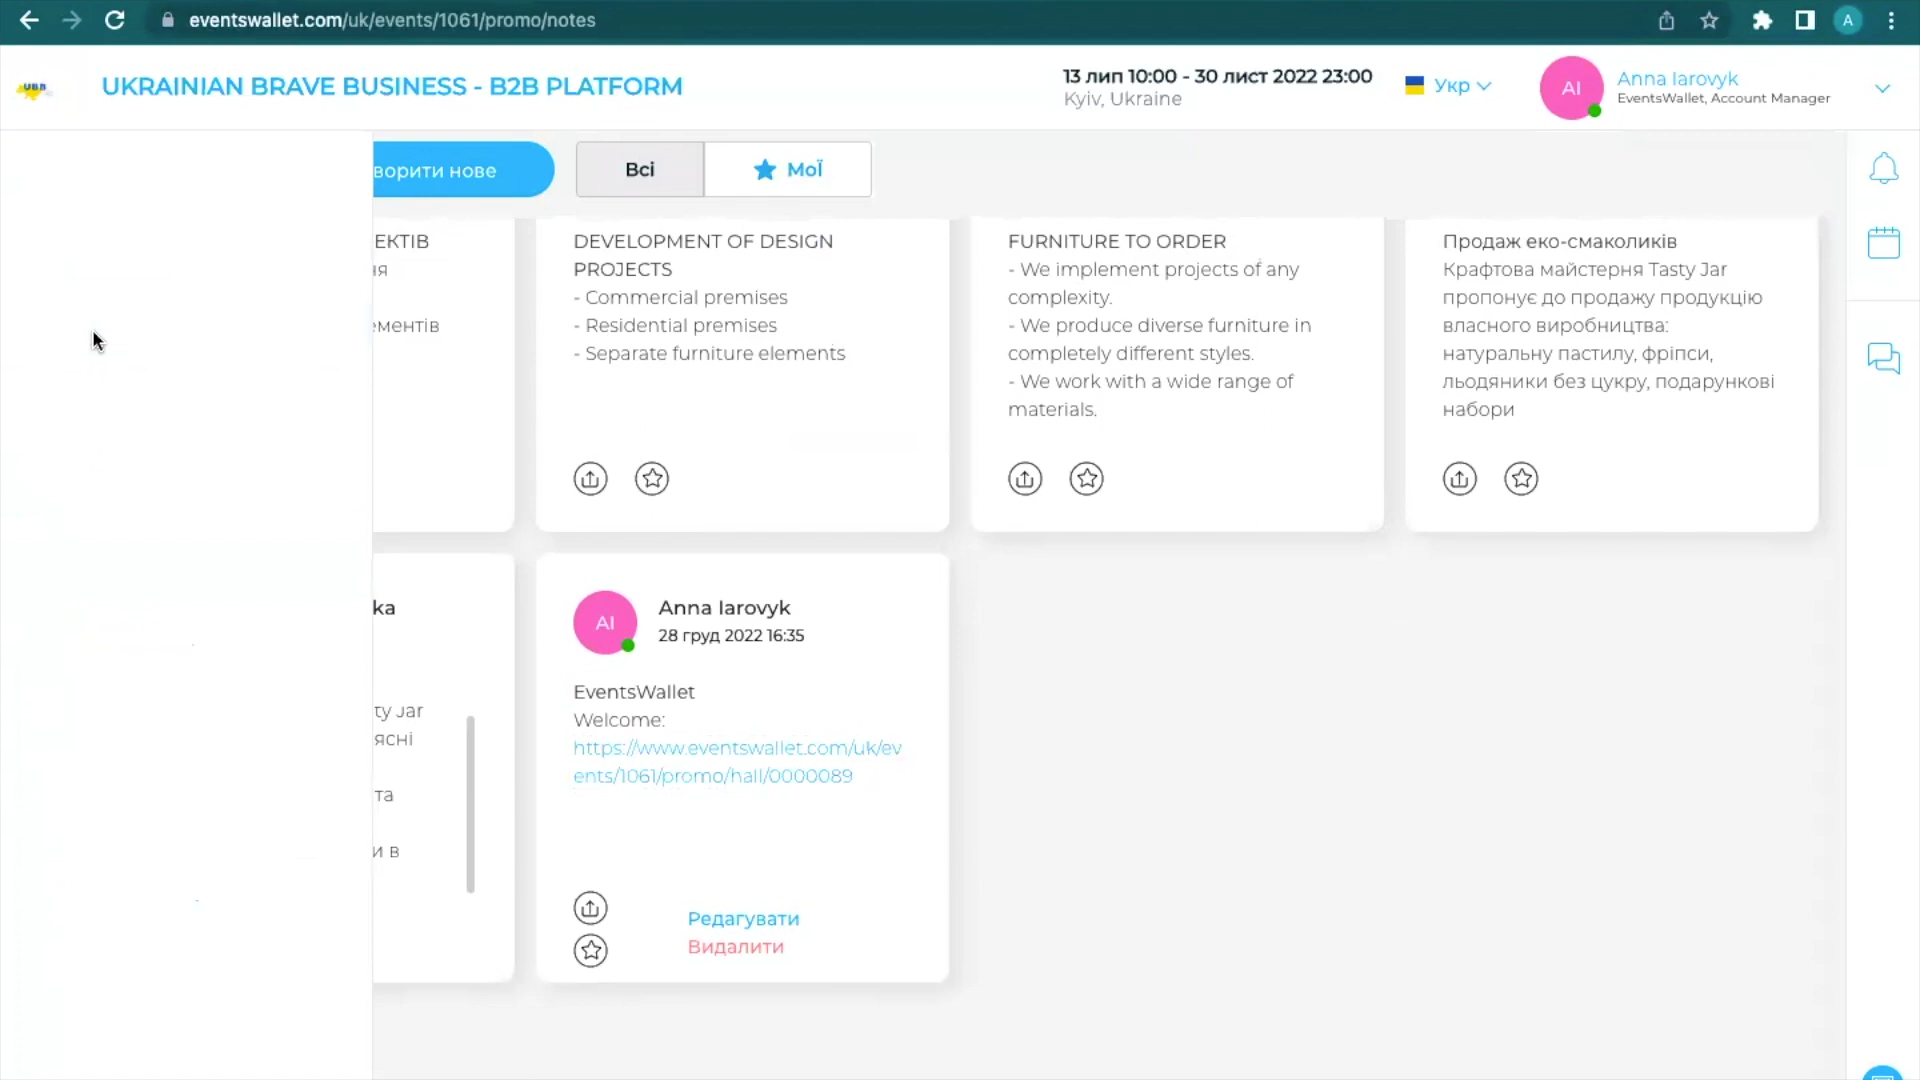 eventswallet.com/uk/events/1061/promo/notes
A
UBB
UKRAINIAN BRAVE BUSINESS - B2B PLATFORM
13 лип 10:00 - 30 лист 2022 23:00
Kyiv, Ukraine
Укр
AI
Anna Iarovyk
EventsWallet, Account Manager
ворити нове
Всі
Мої
ЕКТІВ
ня
ементів
DEVELOPMENT OF DESIGN
PROJECTS
- Commercial premises
- Residential premises
- Separate furniture elements
FURNITURE TO ORDER
- We implement projects of any
complexity.
- We produce diverse furniture in
completely different styles.
- We work with a wide range of
materials.
Продаж еко-смаколиків
Крафтова майстерня Tasty Jar
пропонує до продажу продукцію
власного виробництва:
натуральну пастилу, фріпси,
льодяники без цукру, подарункові
набори
ka
ty Jar
ясні
та
и в
AI
Anna Iarovyk
28 груд 2022 16:35
EventsWallet
Welcome:
https://www.eventswallet.com/uk/ev
ents/1061/promo/hall/0000089
Редагувати
Видалити